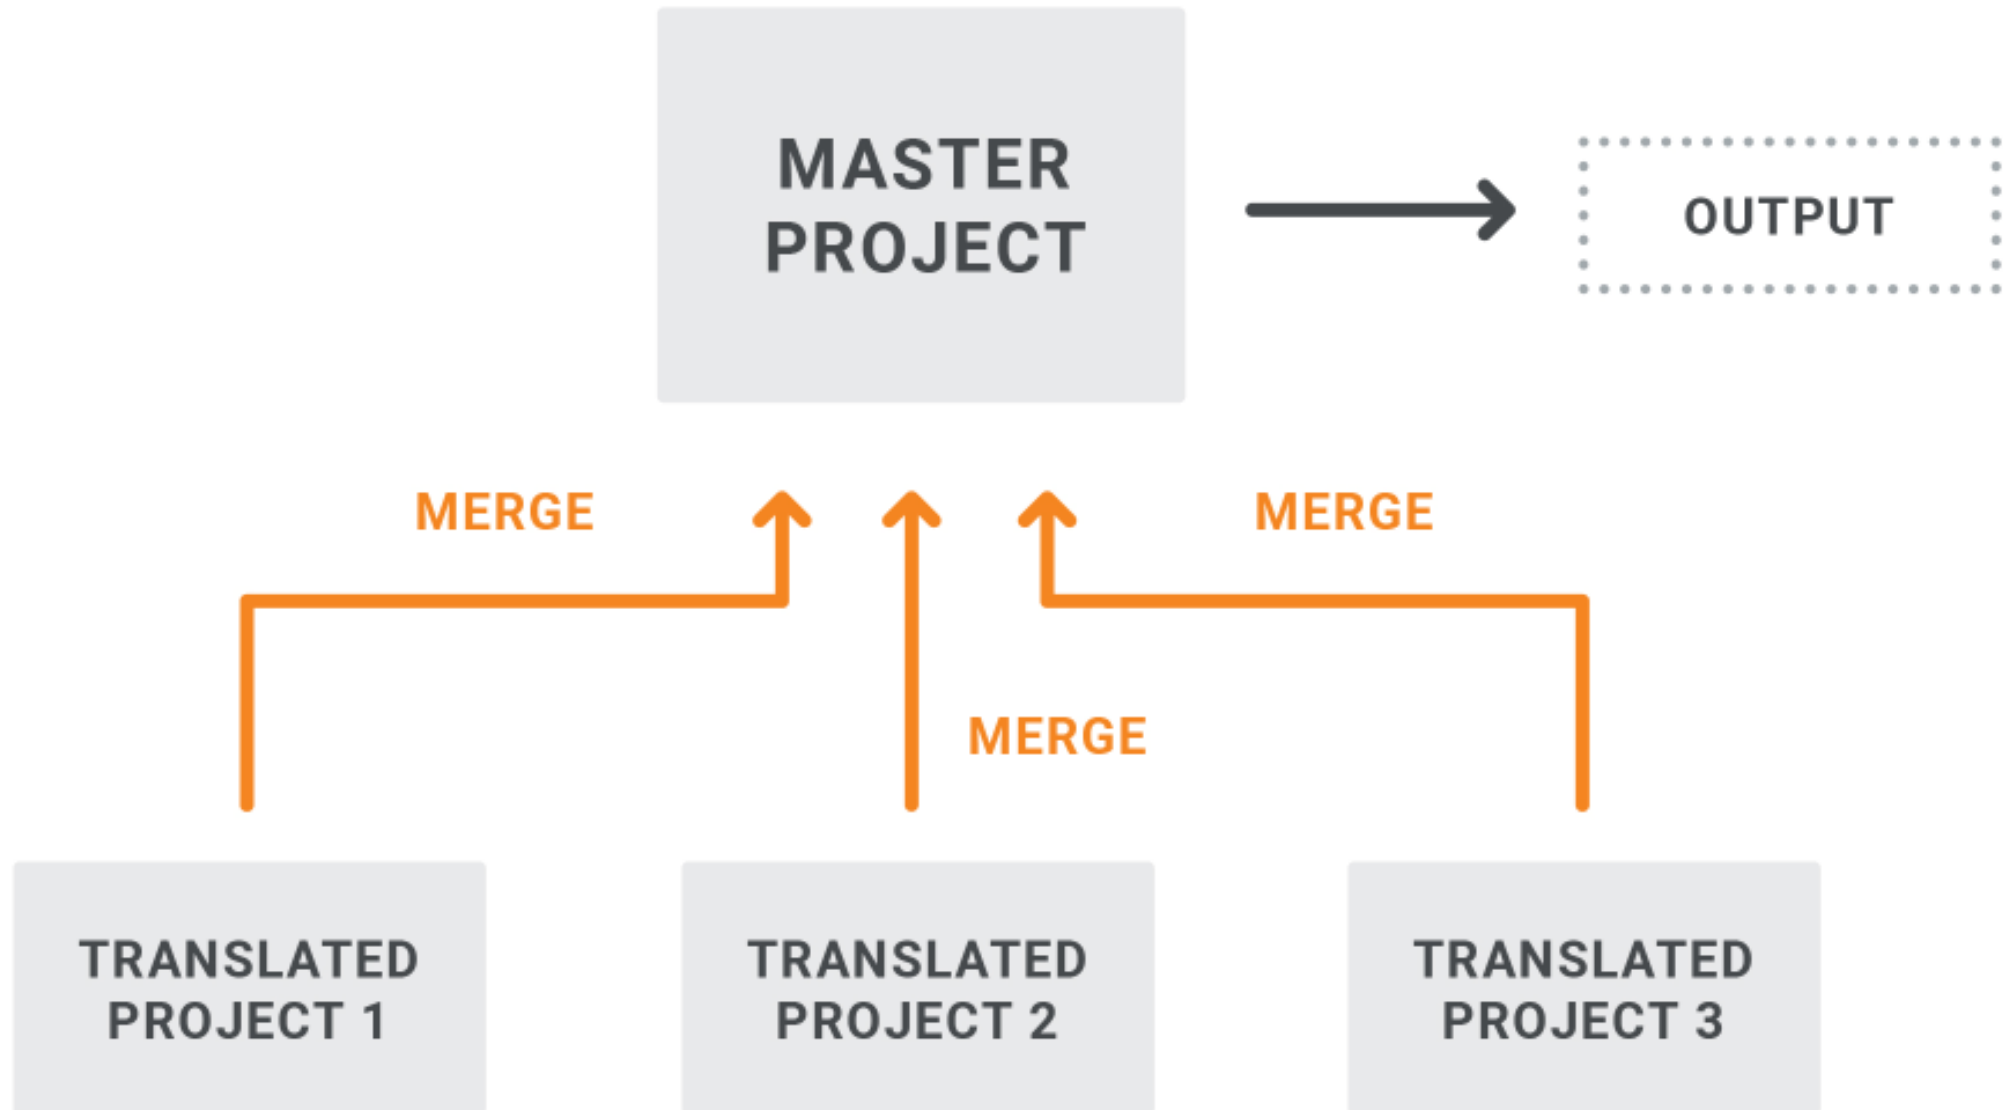 MASTER
PROJECT
OUTPUT
MERGE
MERGE
MERGE
TRANSLATED
PROJECT 1
TRANSLATED
PROJECT 2
TRANSLATED
PROJECT 3